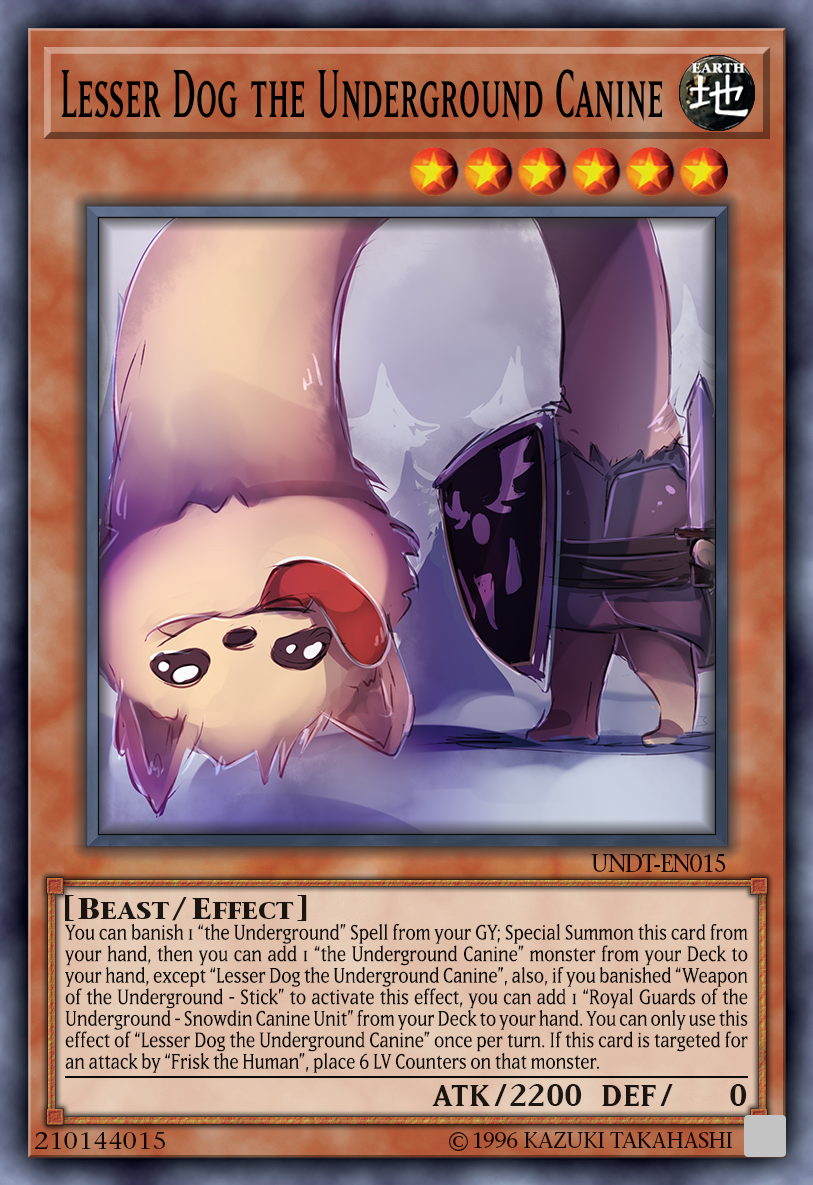 Lesser Dog the Underground Canine
EARTH
地
UNDT-EN015
[ Beast / Effect ]
You can banish 1 “the Underground” Spell from your GY; Special Summon this card from
your hand, then you can add 1 “the Underground Canine” monster from your Deck to
your hand, except “Lesser Dog the Underground Canine”, also, if you banished “Weapon
of the Underground - Stick” to activate this effect, you can add 1 “Royal Guards of the
Underground - Snowdin Canine Unit” from your Deck to your hand. You can only use this
effect of “Lesser Dog the Underground Canine” once per turn. If this card is targeted for
an attack by “Frisk the Human”, place 6 LV Counters on that monster.
ATK/2200 DEF/ 0
210144015 © 1996 KAZUKI TAKAHASHI